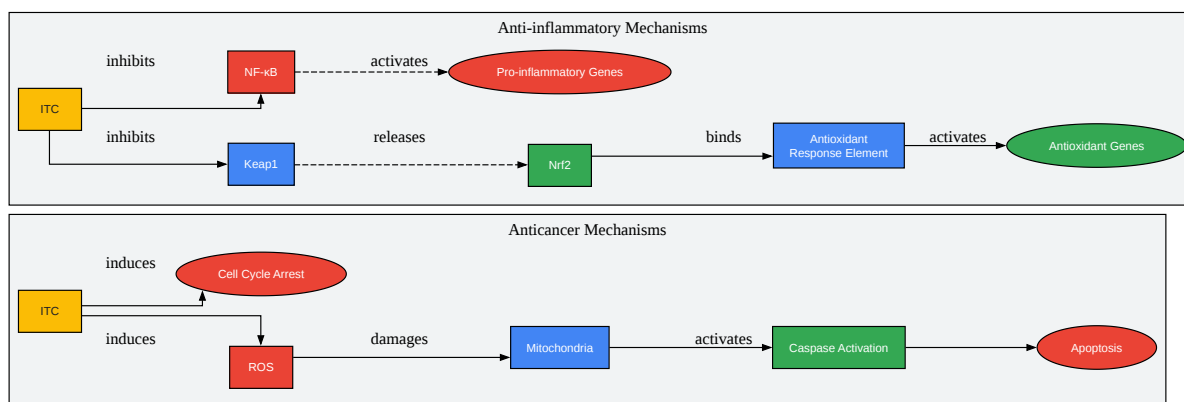 Anti-inflammatory Mechanisms
inhibits
NF-κB
activates
Pro-inflammatory Genes
ITC
inhibits
Keap1
releases
Nrf2
binds
Antioxidant
Response Element
activates
Antioxidant Genes
Anticancer Mechanisms
induces
Cell Cycle Arrest
ITC
induces
ROS
damages
Mitochondria
activates
Caspase Activation
Apoptosis